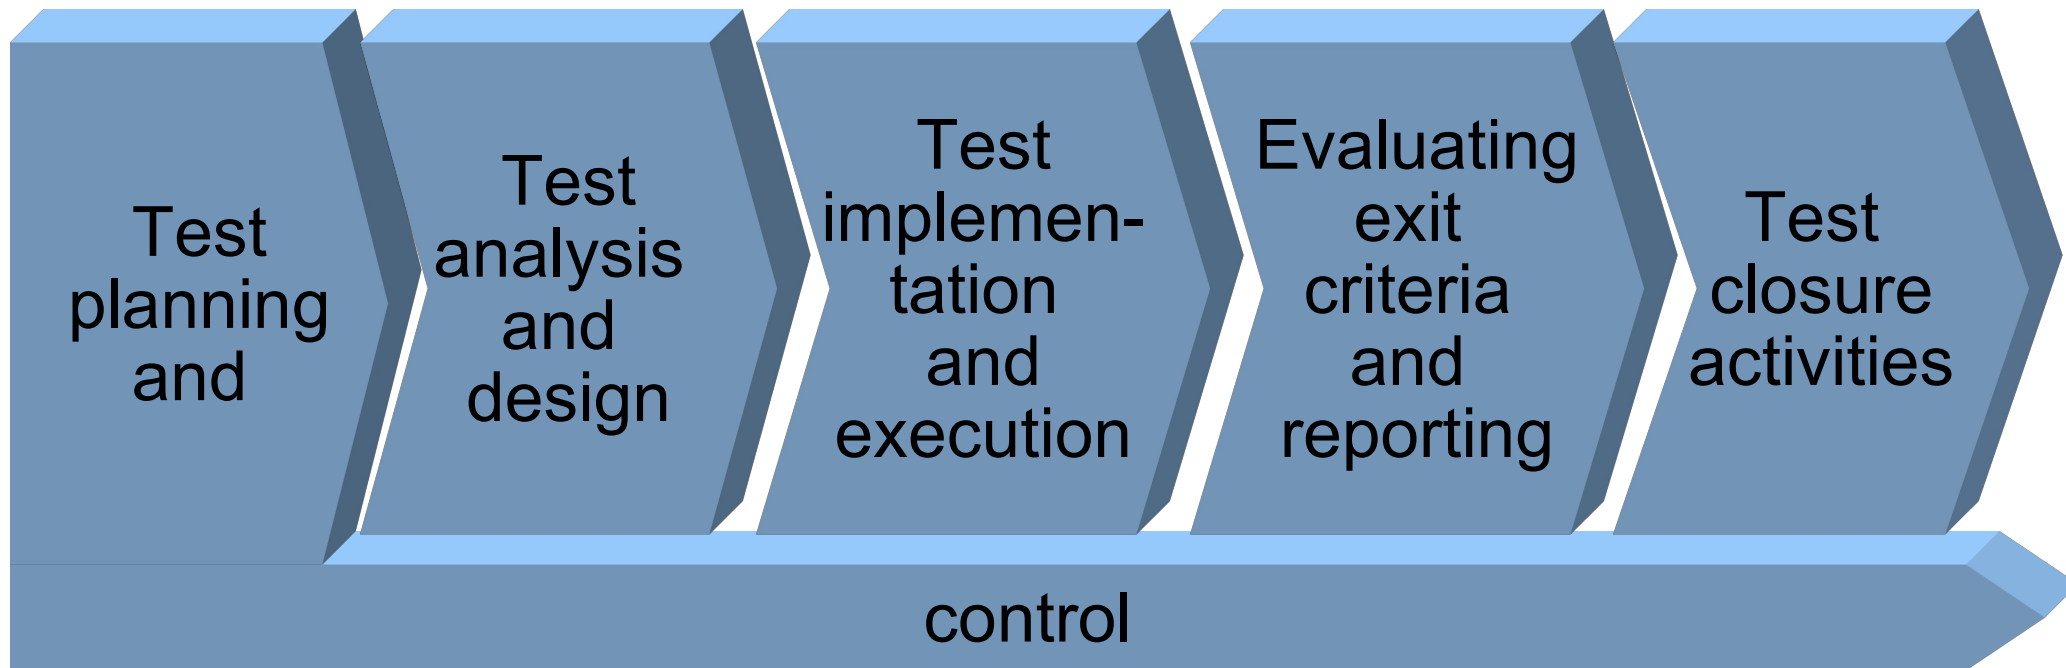 Test
planning
and
Test
analysis
and
design
Test
implemen-
tation
and
execution
Evaluating
exit
criteria
and
reporting
Test
closure
activities
control